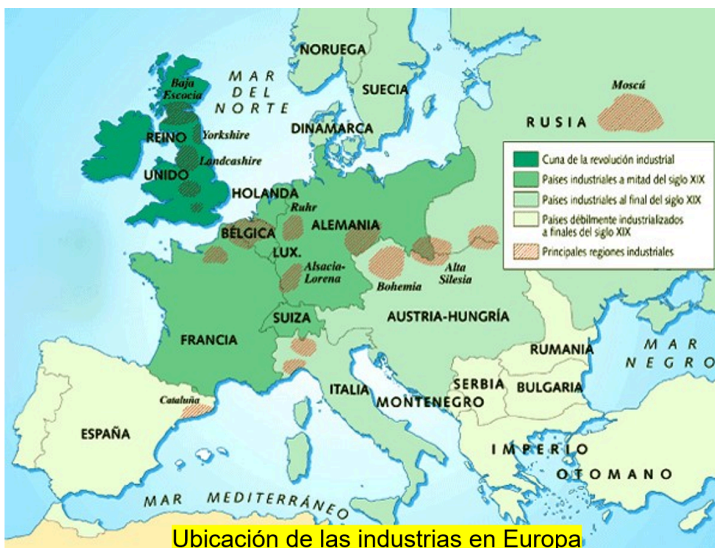 NORUEGA
SUECIA
MAR
DEL
NORTE
DINAMARCA
Moscú
RUSIA
Baja
Escocia
REINO
UNIDO
Yorkshire
Landcashire
HOLANDA
Ruhr
BÉLGICA
ALEMANIA
LUX.
Alsacia-
Lorena
Bohemia
Alta
Silesia
Cuna de la revolución industrial
Países industriales a mitad del siglo XIX
Países industriales al final del siglo XIX
Países débilmente industrializados
a finales del siglo XIX
Principales regiones industriales
AUSTRIA-HUNGRÍA
SUIZA
FRANCIA
RUMANIA
MAR
NEGRO
SERBIA
BULGARIA
ITALIA
MONTENEGRO
Cataluña
ESPAÑA
IMPERIO
OTOMANO
MAR MEDITERRÁNEO
Ubicación de las industrias en Europa